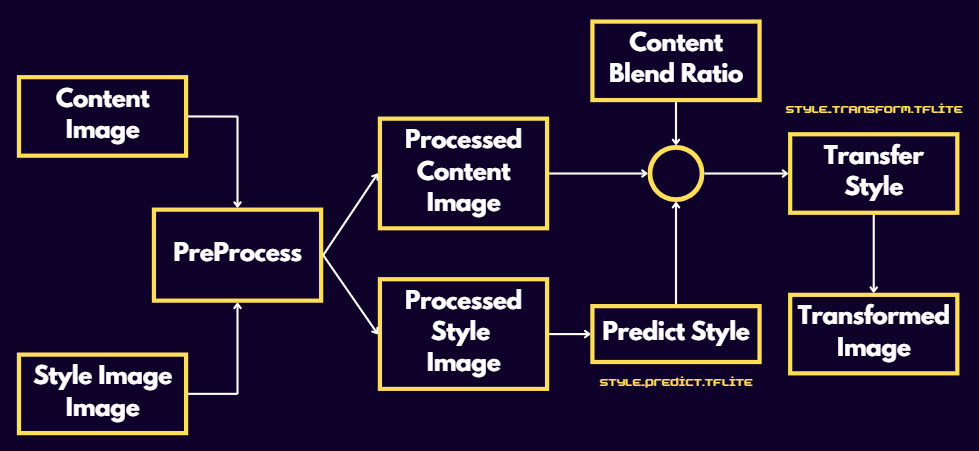 Content
Image
PreProcess
Style Image
Image
Processed
Content
Image
Processed
Style
Image
Content
Blend Ratio
Predict Style
STYLE.PREDICT.TFLITE
STYLE.TRANSFORM.TFLITE
Transfer
Style
Transformed
Image